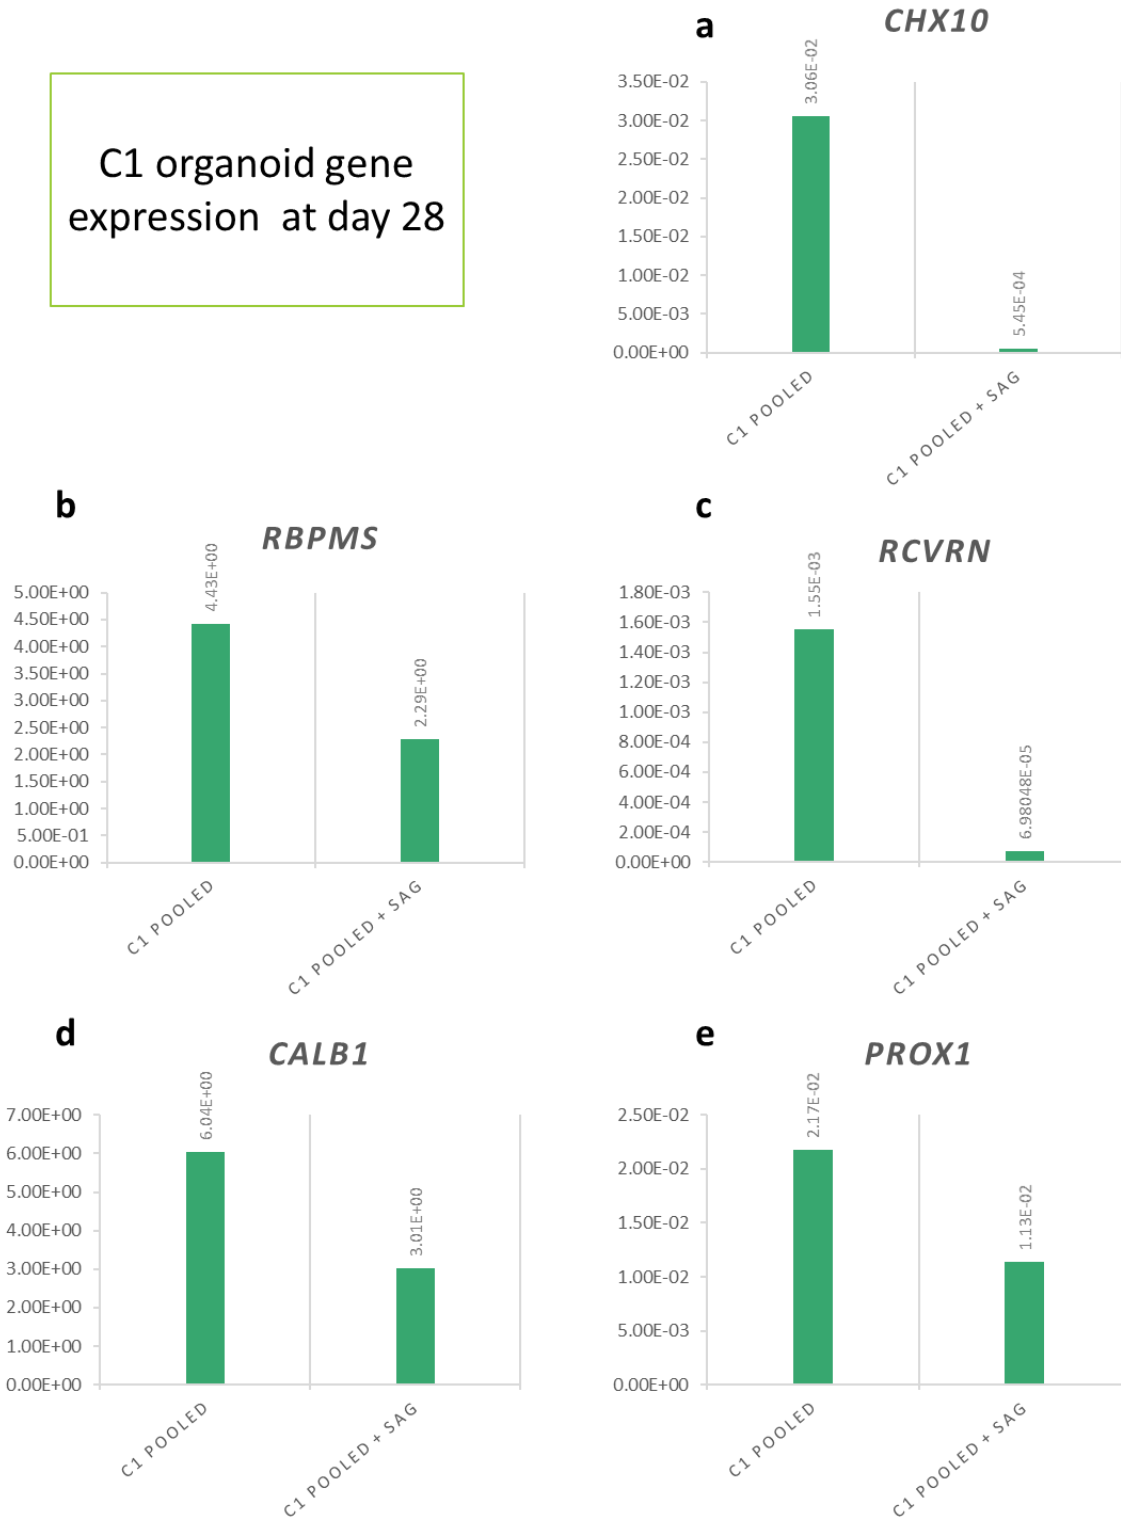 C1 organoid gene
expression  at day 28
a
CHX10
3.50E-02
3.00E-02
2.50E-02
2.00E-02
1.50E-02
1.00E-02
5.00E-03
0.00E+00
3.06E-02
5.45E-04
C1 POOLED
C1 POOLED + SAG
b
RBPMS
5.00E+00
4.50E+00
4.00E+00
3.50E+00
3.00E+00
2.50E+00
2.00E+00
1.50E+00
1.00E+00
5.00E-01
0.00E+00
4.43E+00
2.29E+00
C1 POOLED
C1 POOLED + SAG
c
RCVRN
1.80E-03
1.60E-03
1.40E-03
1.20E-03
1.00E-03
8.00E-04
6.00E-04
4.00E-04
2.00E-04
0.00E+00
1.55E-03
6.98048E-05
C1 POOLED
C1 POOLED + SAG
d
CALB1
7.00E+00
6.00E+00
5.00E+00
4.00E+00
3.00E+00
2.00E+00
1.00E+00
0.00E+00
6.04E+00
3.01E+00
C1 POOLED
C1 POOLED + SAG
e
PROX1
2.50E-02
2.00E-02
1.50E-02
1.00E-02
5.00E-03
0.00E+00
2.17E-02
1.13E-02
C1 POOLED
C1 POOLED + SAG